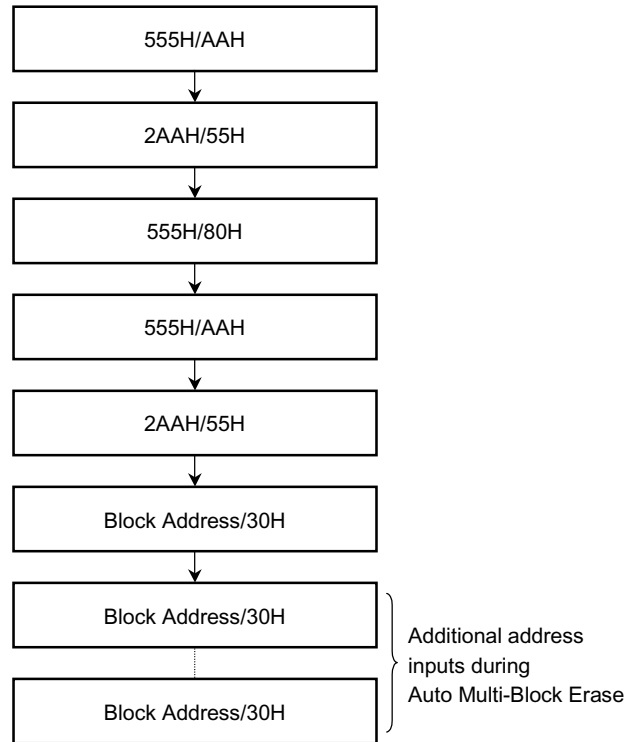 555H/AAH
2AAH/55H
555H/80H
555H/AAH
2AAH/55H
Block Address/30H
Block Address/30H
Additional address
inputs during
Auto Multi-Block Erase
Block Address/30H